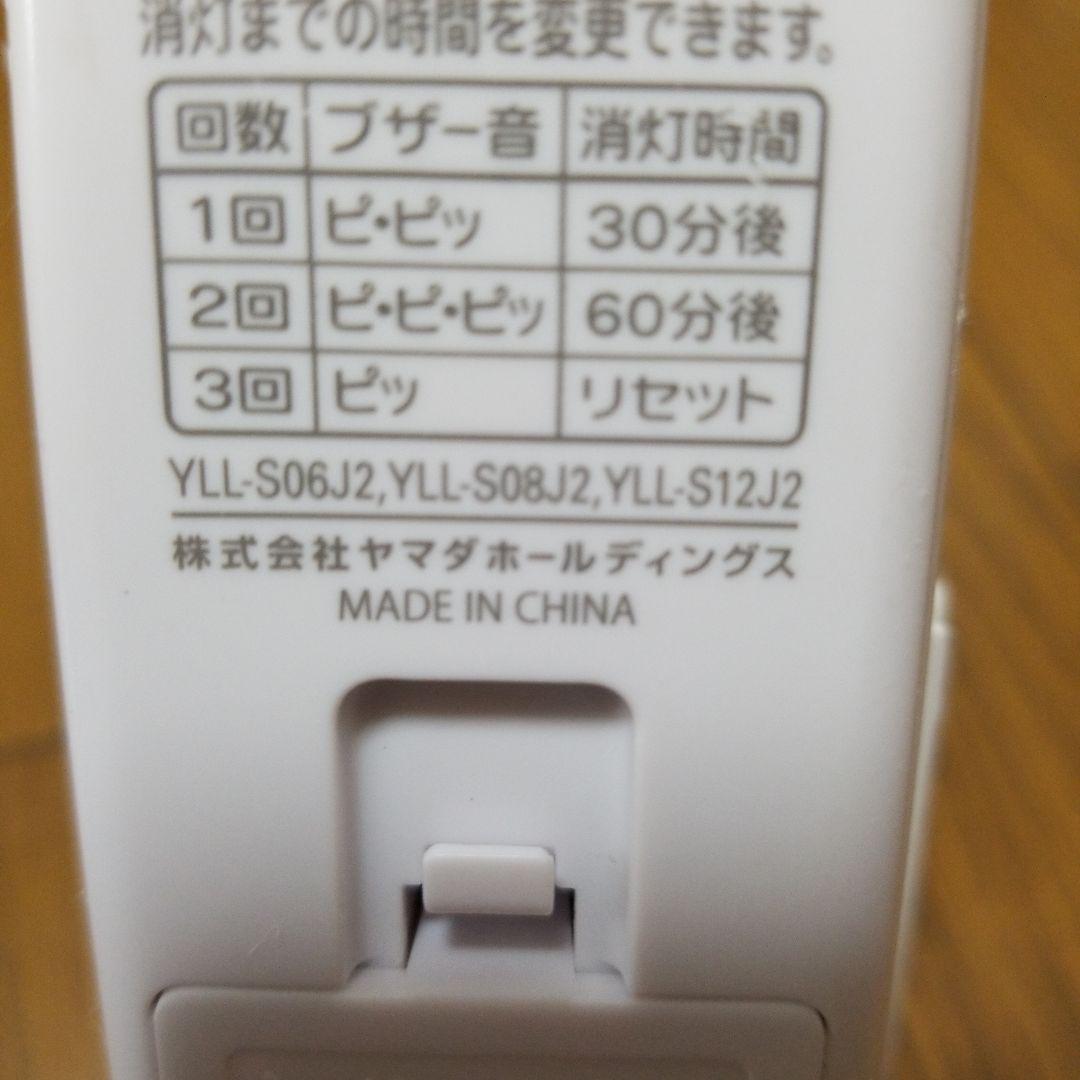 消灯までの時間を変更できます。
回数 ブザー音 消灯時間
1回 ピ・ピッ 30分後
2回 ピ・ピ・ピッ 60分後
3回 ピッ リセット
YLL-S06J2,YLL-S08J2,YLL-S12J2
株式会社ヤマダホールディングス
MADE IN CHINA